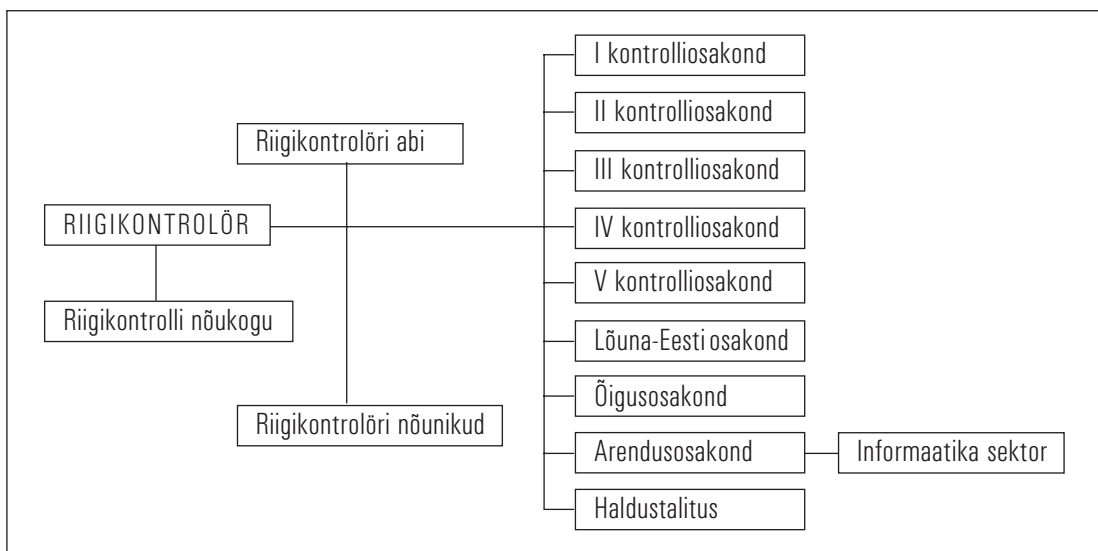 RIIGIKONTROLÖR
Riigikontrolli nõukogu
Riigikontrolöri abi
Riigikontrolöri nõunikud
I kontrolliosakond
II kontrolliosakond
III kontrolliosakond
IV kontrolliosakond
V kontrolliosakond
Lõuna-Eesti osakond
Õigusosakond
Arendusosakond
Informaatika sektor
Haldustalitus